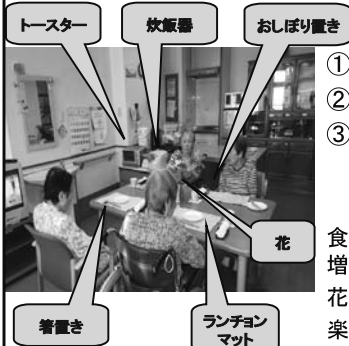 トースター
炊飯器
おしぼり置き
①
②
③
花
食
増
花
楽
箸置き
ランチョン
マット